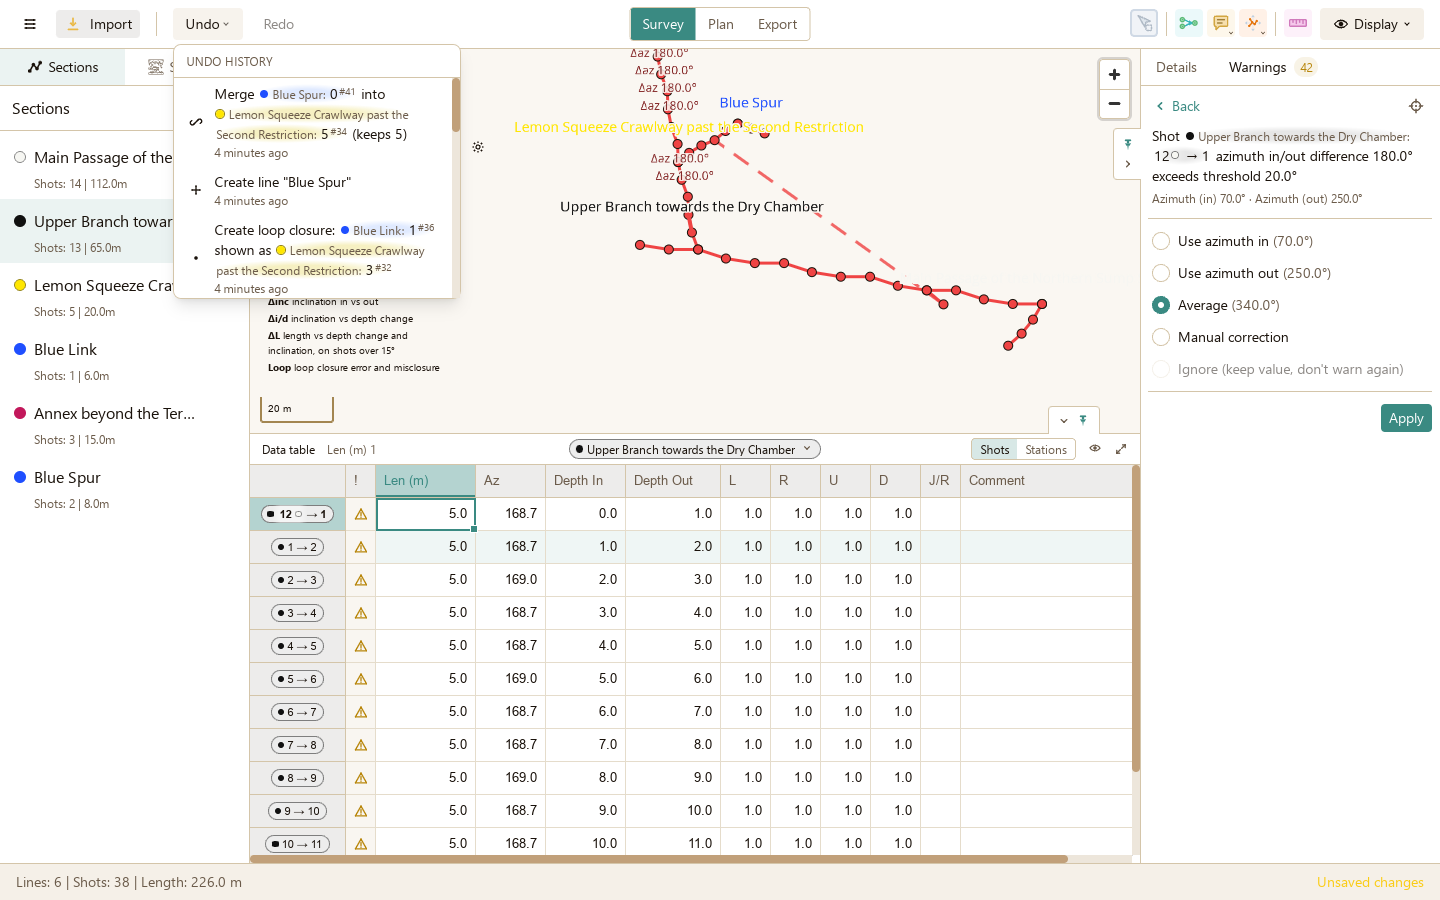 Import
Undo
Redo
Survey
Plan
Export
Display
Sections
UNDO HISTORY
Merge Blue Spur: 0 #41 into
Lemon Squeeze Crawlway past the
Second Restriction: 5 #34 (keeps 5)
4 minutes ago
Create line "Blue Spur"
4 minutes ago
Create loop closure: Blue Link: 1 #36
shown as Lemon Squeeze Crawlway
past the Second Restriction: 3 #32
4 minutes ago
Sections
Main Passage of the
Shots: 14 | 112.0m
Upper Branch towar
Shots: 13 | 65.0m
Lemon Squeeze Cra
Shots: 5 | 20.0m
Blue Link
Shots: 1 | 6.0m
Annex beyond the Ter...
Shots: 3 | 15.0m
Blue Spur
Shots: 2 | 8.0m
Δaz 180.0°
Δaz 180.0°
Δaz 180.0°
Δaz 180.0°
Blue Spur
Lemon Squeeze Crawlway past the Second Restriction
Δaz 180.0°
Δaz 180.0°
Upper Branch towards the Dry Chamber
Δinc inclination in vs out
Δi/d inclination vs depth change
ΔL length vs depth change and
inclination, on shots over 15°
Loop loop closure error and misclosure
20 m
+
−
Details
Warnings 42
Back
Shot Upper Branch towards the Dry Chamber:
12 → 1 azimuth in/out difference 180.0°
exceeds threshold 20.0°
Azimuth (in) 70.0° · Azimuth (out) 250.0°
Use azimuth in (70.0°)
Use azimuth out (250.0°)
Average (340.0°)
Manual correction
Ignore (keep value, don't warn again)
Apply
Data table Len (m) 1
Upper Branch towards the Dry Chamber
Shots Stations
! Len (m) Az Depth In Depth Out L R U D J/R Comment
12 → 1 5.0 168.7 0.0 1.0 1.0 1.0 1.0 1.0
1 → 2 5.0 168.7 1.0 2.0 1.0 1.0 1.0 1.0
2 → 3 5.0 169.0 2.0 3.0 1.0 1.0 1.0 1.0
3 → 4 5.0 168.7 3.0 4.0 1.0 1.0 1.0 1.0
4 → 5 5.0 168.7 4.0 5.0 1.0 1.0 1.0 1.0
5 → 6 5.0 169.0 5.0 6.0 1.0 1.0 1.0 1.0
6 → 7 5.0 168.7 6.0 7.0 1.0 1.0 1.0 1.0
7 → 8 5.0 168.7 7.0 8.0 1.0 1.0 1.0 1.0
8 → 9 5.0 169.0 8.0 9.0 1.0 1.0 1.0 1.0
9 → 10 5.0 168.7 9.0 10.0 1.0 1.0 1.0 1.0
10 → 11 5.0 168.7 10.0 11.0 1.0 1.0 1.0 1.0
Lines: 6 | Shots: 38 | Length: 226.0 m
Unsaved changes